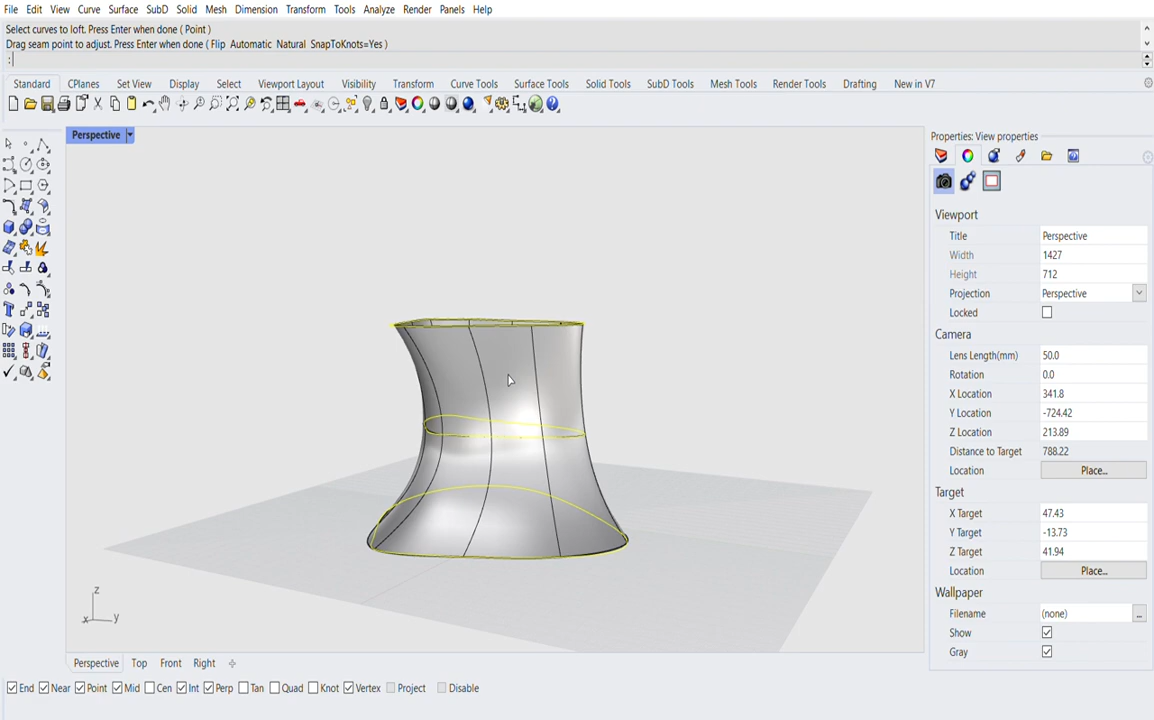 File Edit View Curve Surface SubD Solid Mesh Dimension Transform Tools Analyze Render Panels Help
Select curves to loft. Press Enter when done ( Point )
Drag seam point to adjust. Press Enter when done ( Flip Automatic Natural SnapToKnots=Yes )
:
Standard CPlanes Set View Display Select Viewport Layout Visibility Transform Curve Tools Surface Tools Solid Tools SubD Tools Mesh Tools Render Tools Drafting New in V7
Perspective
Properties: View properties
Viewport
Title Perspective
Width 1427
Height 712
Projection Perspective
Locked
Camera
Lens Length(mm) 50.0
Rotation 0.0
X Location 341.8
Y Location -724.42
Z Location 213.89
Distance to Target 788.22
Location Place...
Target
X Target 47.43
Y Target -13.73
Z Target 41.94
Location Place...
Wallpaper
Filename (none) ...
Show
Gray
z
x y
Perspective Top Front Right
End Near Point Mid Cen Int Perp Tan Quad Knot Vertex Project Disable